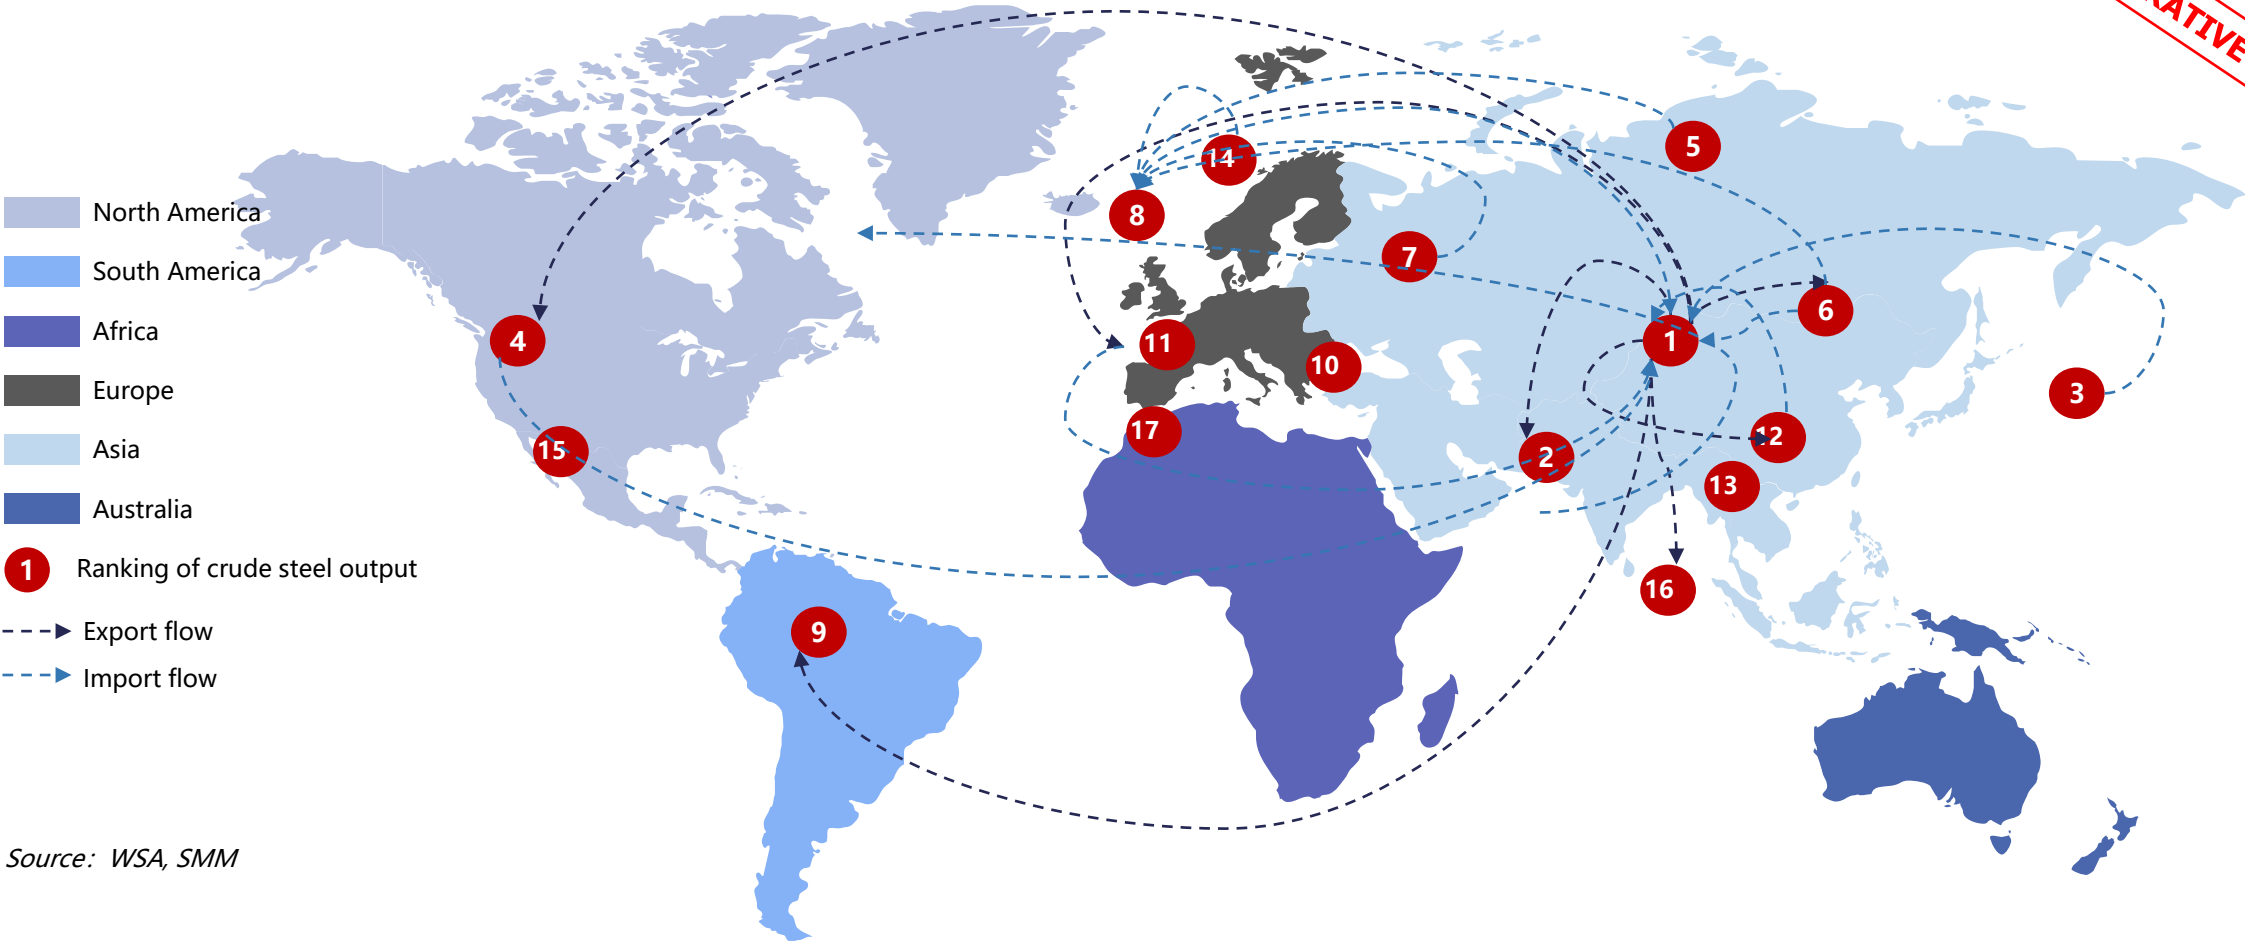 North America
South America
Africa
Europe
Asia
Australia
1 Ranking of crude steel output
Export flow
Import flow
Source: WSA, SMM
5
14
8
7
6
1
4
11
10
3
17
12
15
2
13
16
9